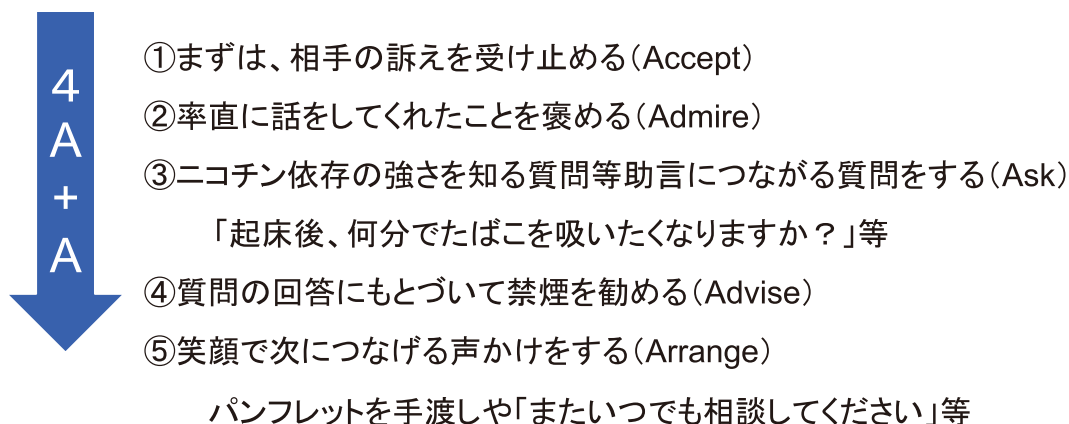 4A+A
①まずは、相手の訴えを受け止める（Accept）
②率直に話をしてくれたことを褒める（Admire）
③ニコチン依存の強さを知る質問等助言につながる質問をする（Ask）
「起床後、何分でたばこを吸いたくなりますか？」等
④質問の回答にもとづいて禁煙を勧める（Advise）
⑤笑顔で次につなげる声かけをする（Arrange）
パンフレットを手渡しや「またいつでも相談してください」等